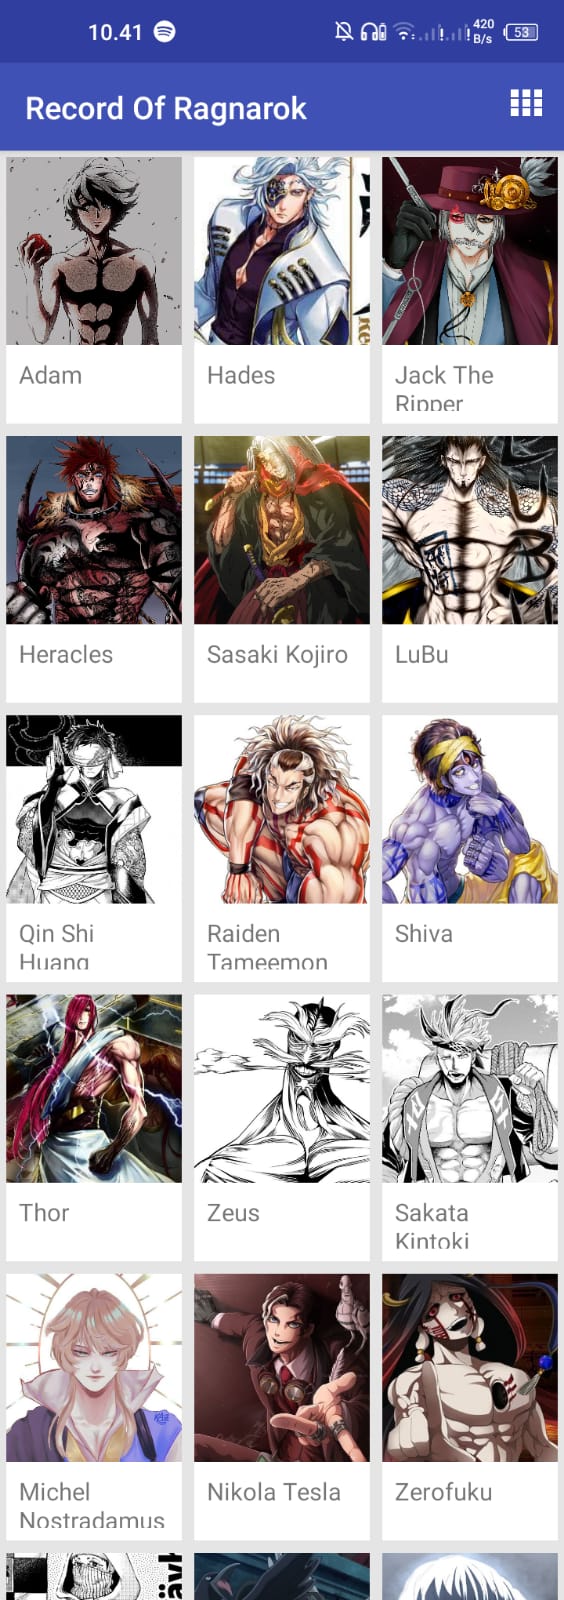 10.41
420
B/s
53
Record Of Ragnarok
Adam
Hades
Jack The
Ripper
Heracles
Sasaki Kojiro
LuBu
Qin Shi
Huang
Raiden
Tameemon
Shiva
Thor
Zeus
Sakata
Kintoki
Michel
Nostradamus
Nikola Tesla
Zerofuku